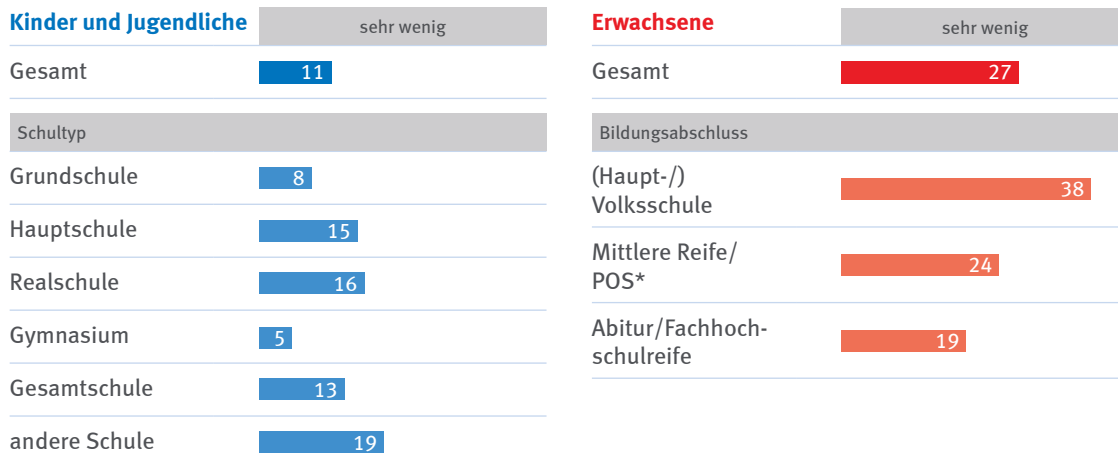 Kinder und Jugendliche sehr wenig
Gesamt 11
Schultyp
Grundschule 8
Hauptschule 15
Realschule 16
Gymnasium 5
Gesamtschule 13
andere Schule 19
Erwachsene sehr wenig
Gesamt 27
Bildungsabschluss
(Haupt-/)
Volksschule 38
Mittlere Reife/
POS* 24
Abitur/Fachhoch-
schulreife 19